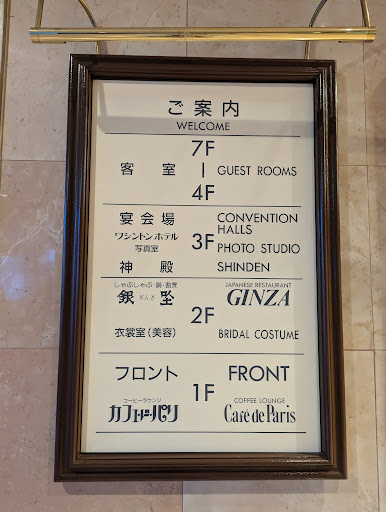 ご案内
WELCOME
7F
客室 | GUEST ROOMS
4F
宴会場 CONVENTION HALLS
ワシントンホテル写真室 3F PHOTO STUDIO
神殿 SHINDEN
しゃぶしゃぶ・鍋・割烹 JAPANESE RESTAURANT
銀 ぎんざ GINZA
2F
衣裳室(美容) BRIDAL COSTUME
フロント FRONT
1F
コーヒーラウンジ COFFEE LOUNGE
カフェ・ド・パリ Café de Paris